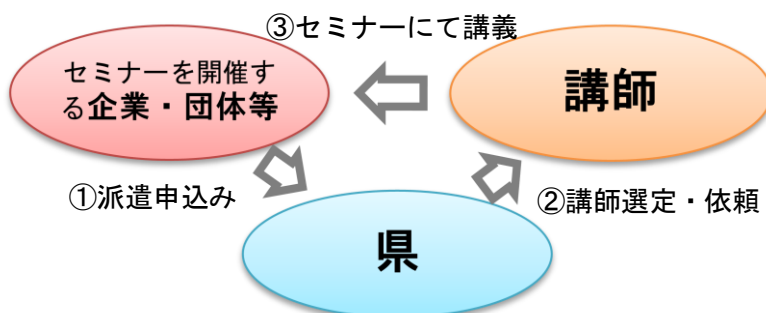 ③セミナーにて講義
セミナーを開催す
る企業・団体等
講師
①派遣申込み
②講師選定・依頼
県